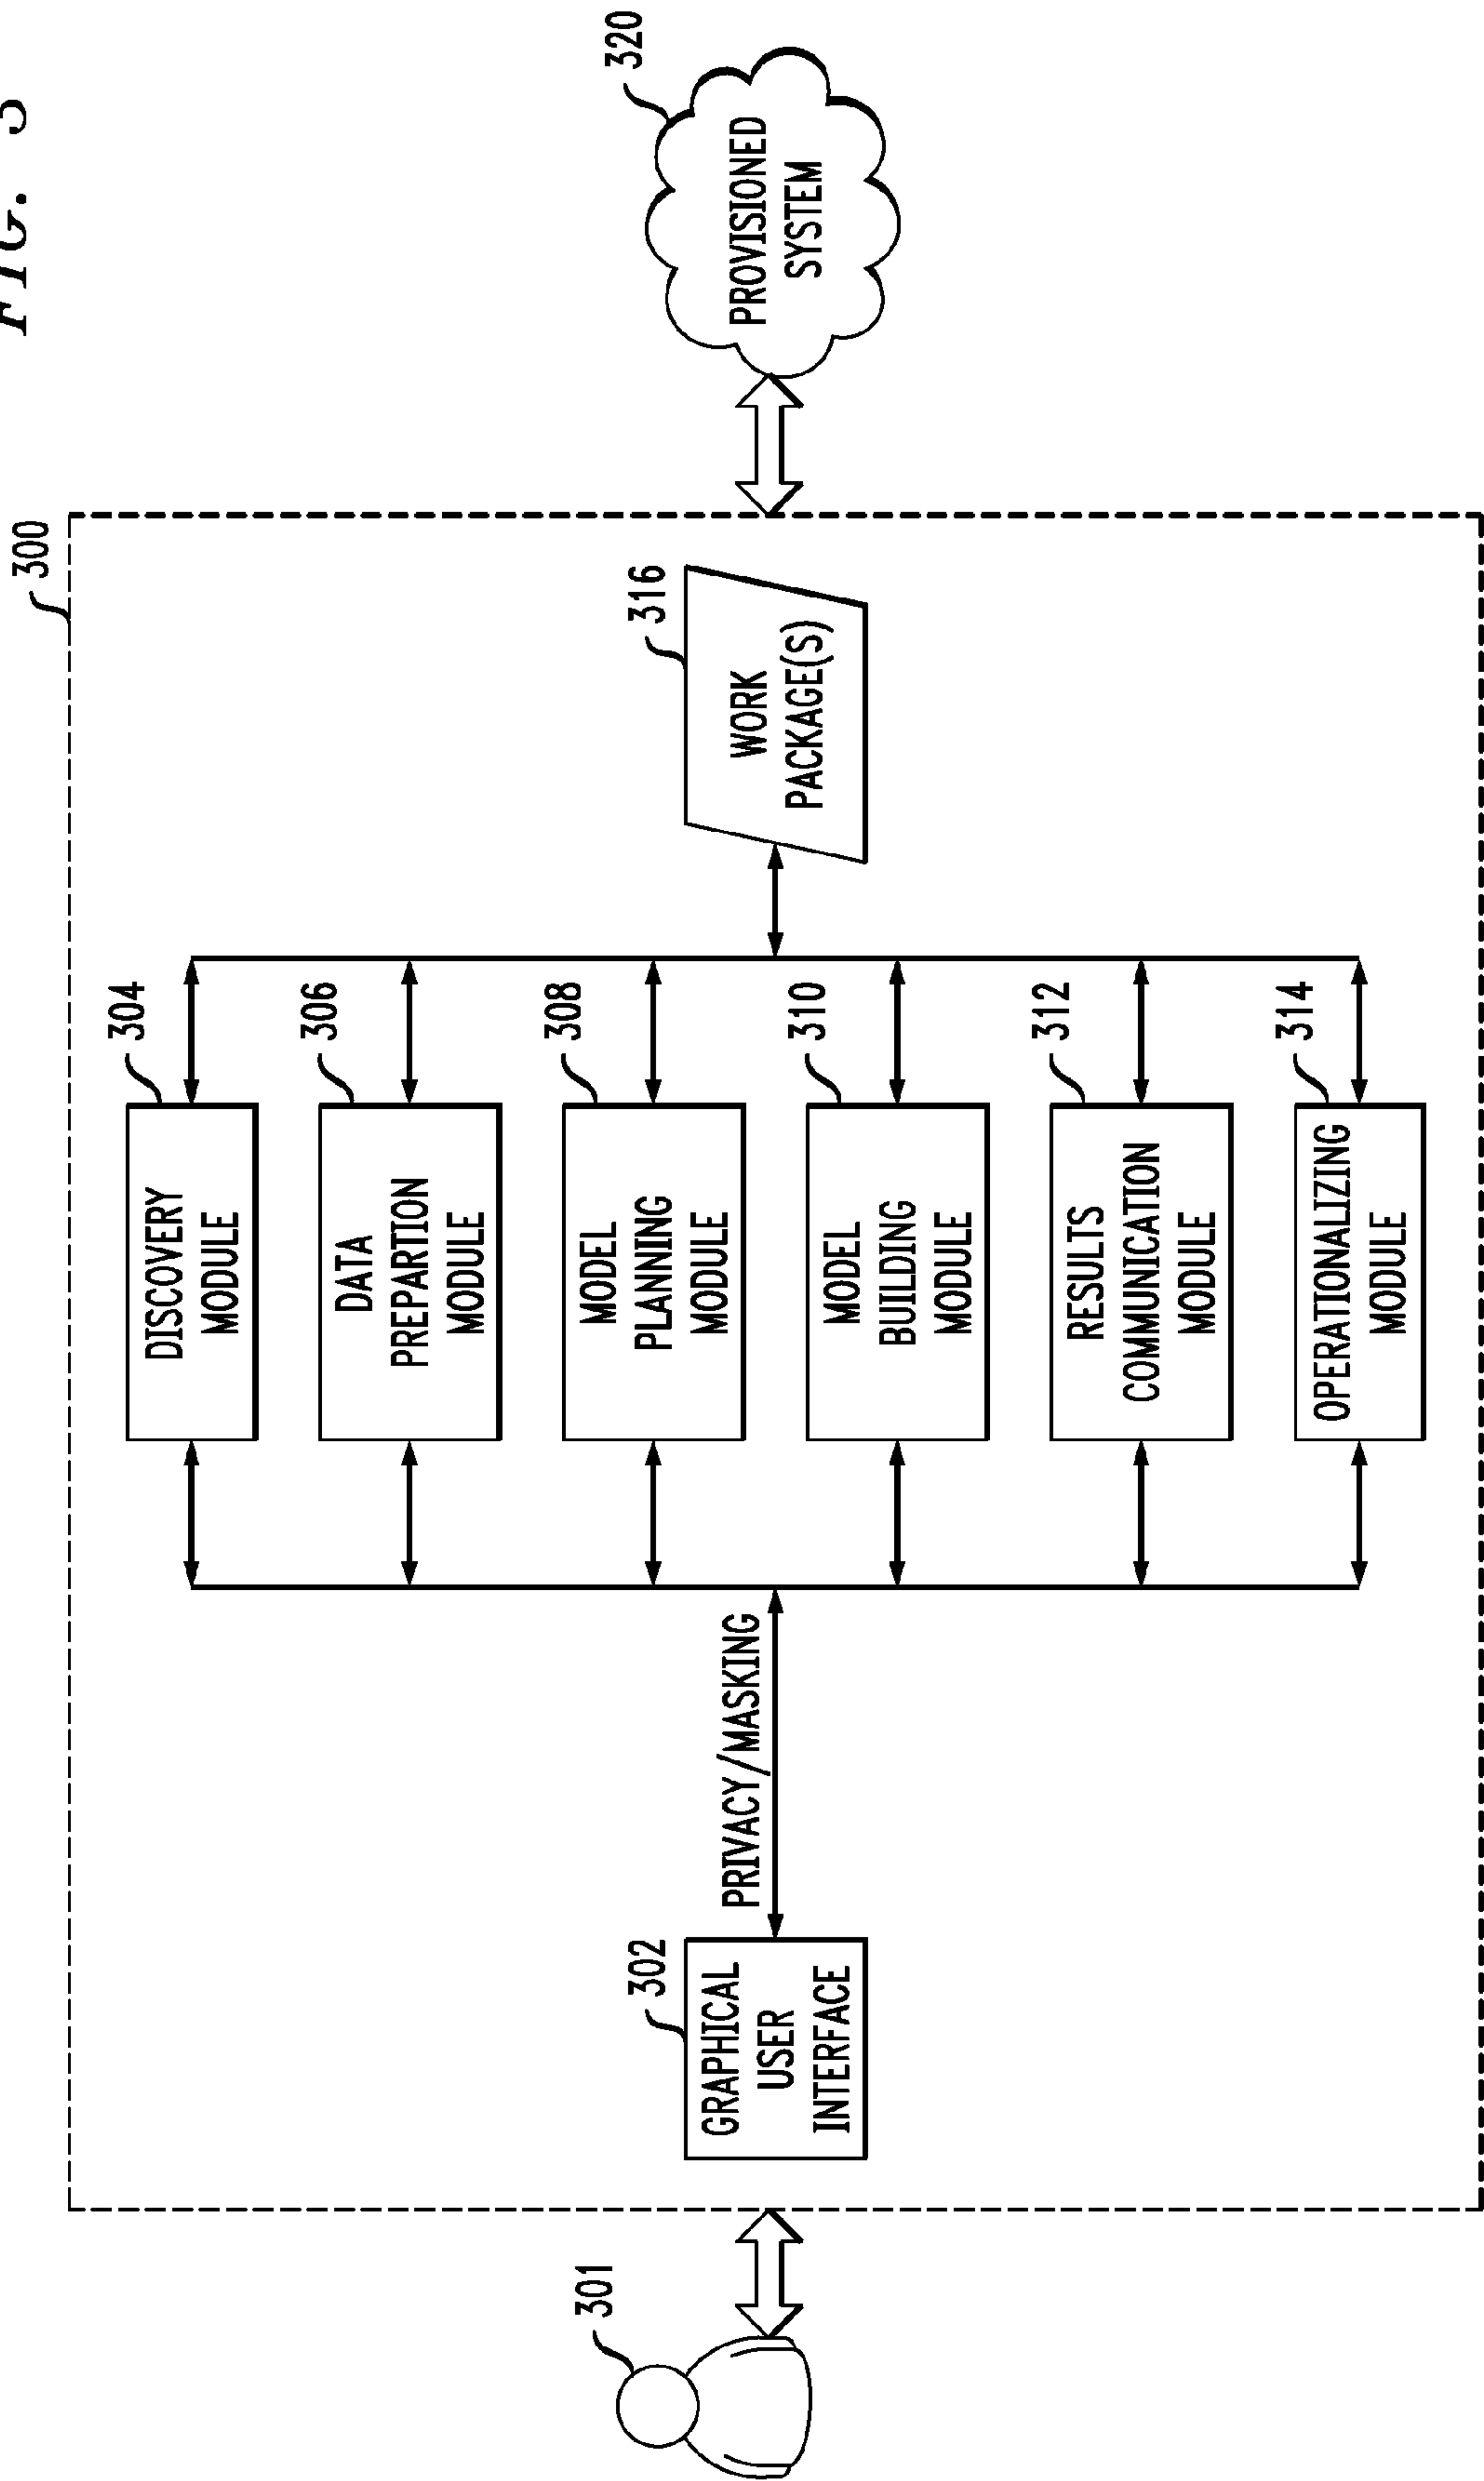 FIG. 3
300
304
DISCOVERY
MODULE
306
DATA
PREPARTION
MODULE
308
MODEL
PLANNING
MODULE
310
MODEL
BUILDING
MODULE
312
RESULTS
COMMUNICATION
MODULE
314
OPERATIONALIZING
MODULE
301
302
GRAPHICAL
USER
INTERFACE
PRIVACY/MASKING
316
WORK
PACKAGE(S)
320
PROVISIONED
SYSTEM